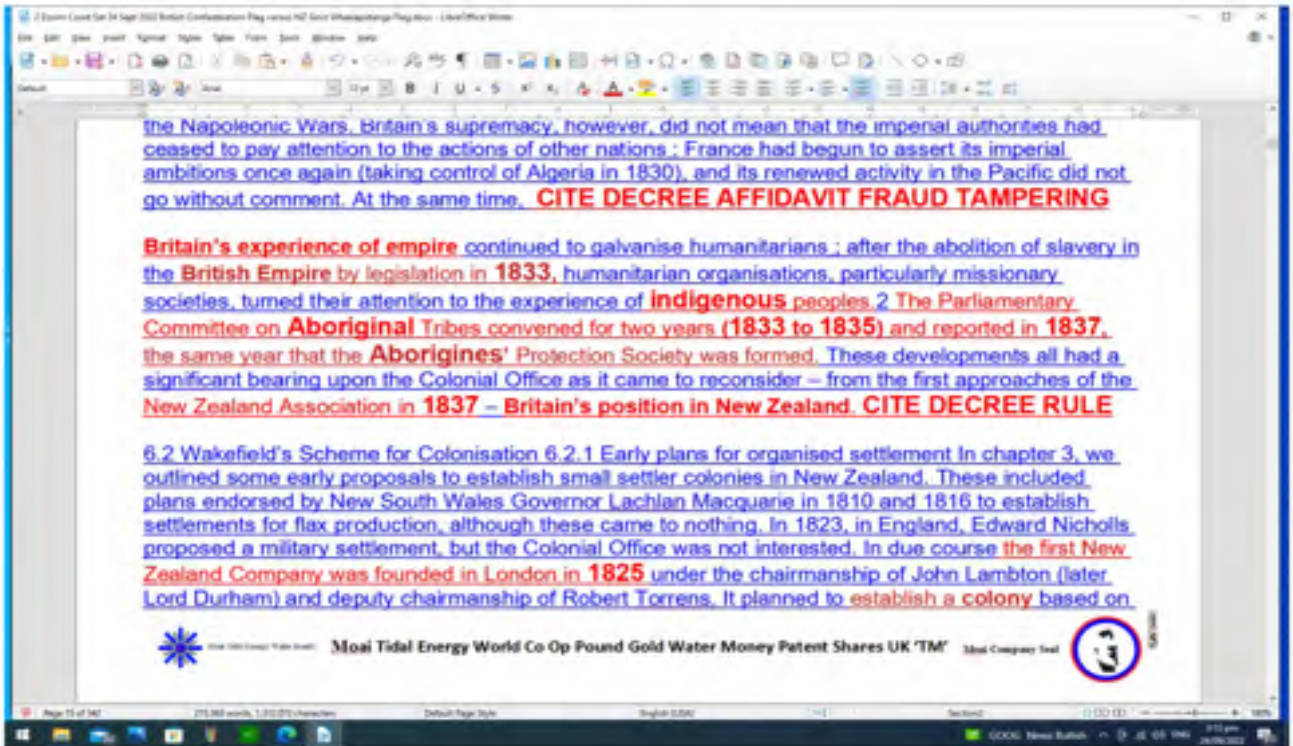 the Napoleonic Wars. Britain's supremacy, however, did not mean that the imperial authorities had
ceased to pay attention to the actions of other nations ; France had begun to assert its imperial
ambitions once again (taking control of Algeria in 1830), and its renewed activity in the Pacific did not
go without comment. At the same time, CITE DECREE AFFIDAVIT FRAUD TAMPERING
Britain's experience of empire continued to galvanise humanitarians ; after the abolition of slavery in
the British Empire by legislation in 1833, humanitarian organisations, particularly missionary
societies, turned their attention to the experience of indigenous peoples.2 The Parliamentary
Committee on Aboriginal Tribes convened for two years (1833 to 1835) and reported in 1837,
the same year that the Aborigines' Protection Society was formed. These developments all had a
significant bearing upon the Colonial Office as it came to reconsider – from the first approaches of the
New Zealand Association in 1837 – Britain's position in New Zealand. CITE DECREE RULE
6.2 Wakefield's Scheme for Colonisation 6.2.1 Early plans for organised settlement In chapter 3, we
outlined some early proposals to establish small settler colonies in New Zealand. These included
plans endorsed by New South Wales Governor Lachlan Macquarie in 1810 and 1816 to establish
settlements for flax production, although these came to nothing. In 1823, in England, Edward Nicholls
proposed a military settlement, but the Colonial Office was not interested. In due course the first New
Zealand Company was founded in London in 1825 under the chairmanship of John Lambton (later
Lord Durham) and deputy chairmanship of Robert Torrens. It planned to establish a colony based on
Moai Tidal Energy World Co Op Pound Gold Water Money Patent Shares UK 'TM' Moai Company Seal
Default Page Style
English (USA)